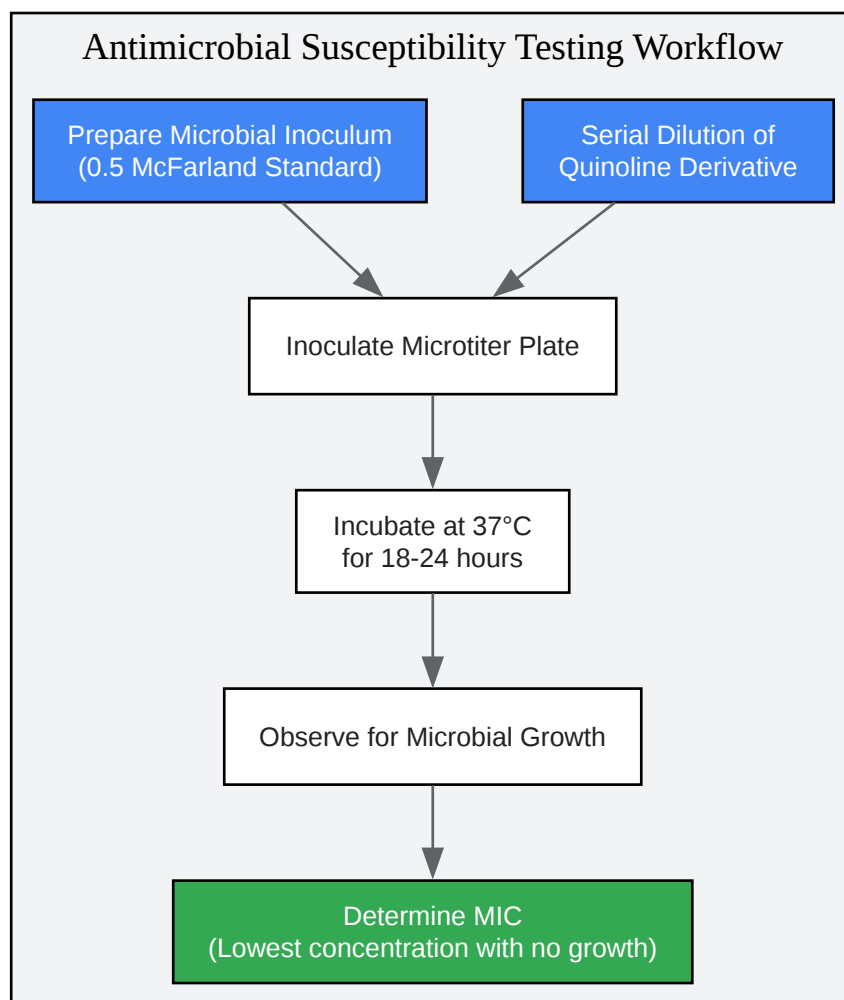 Antimicrobial Susceptibility Testing Workflow
Prepare Microbial Inoculum
(0.5 McFarland Standard)
Serial Dilution of
Quinoline Derivative
Inoculate Microtiter Plate
Incubate at 37°C
for 18-24 hours
Observe for Microbial Growth
Determine MIC
(Lowest concentration with no growth)